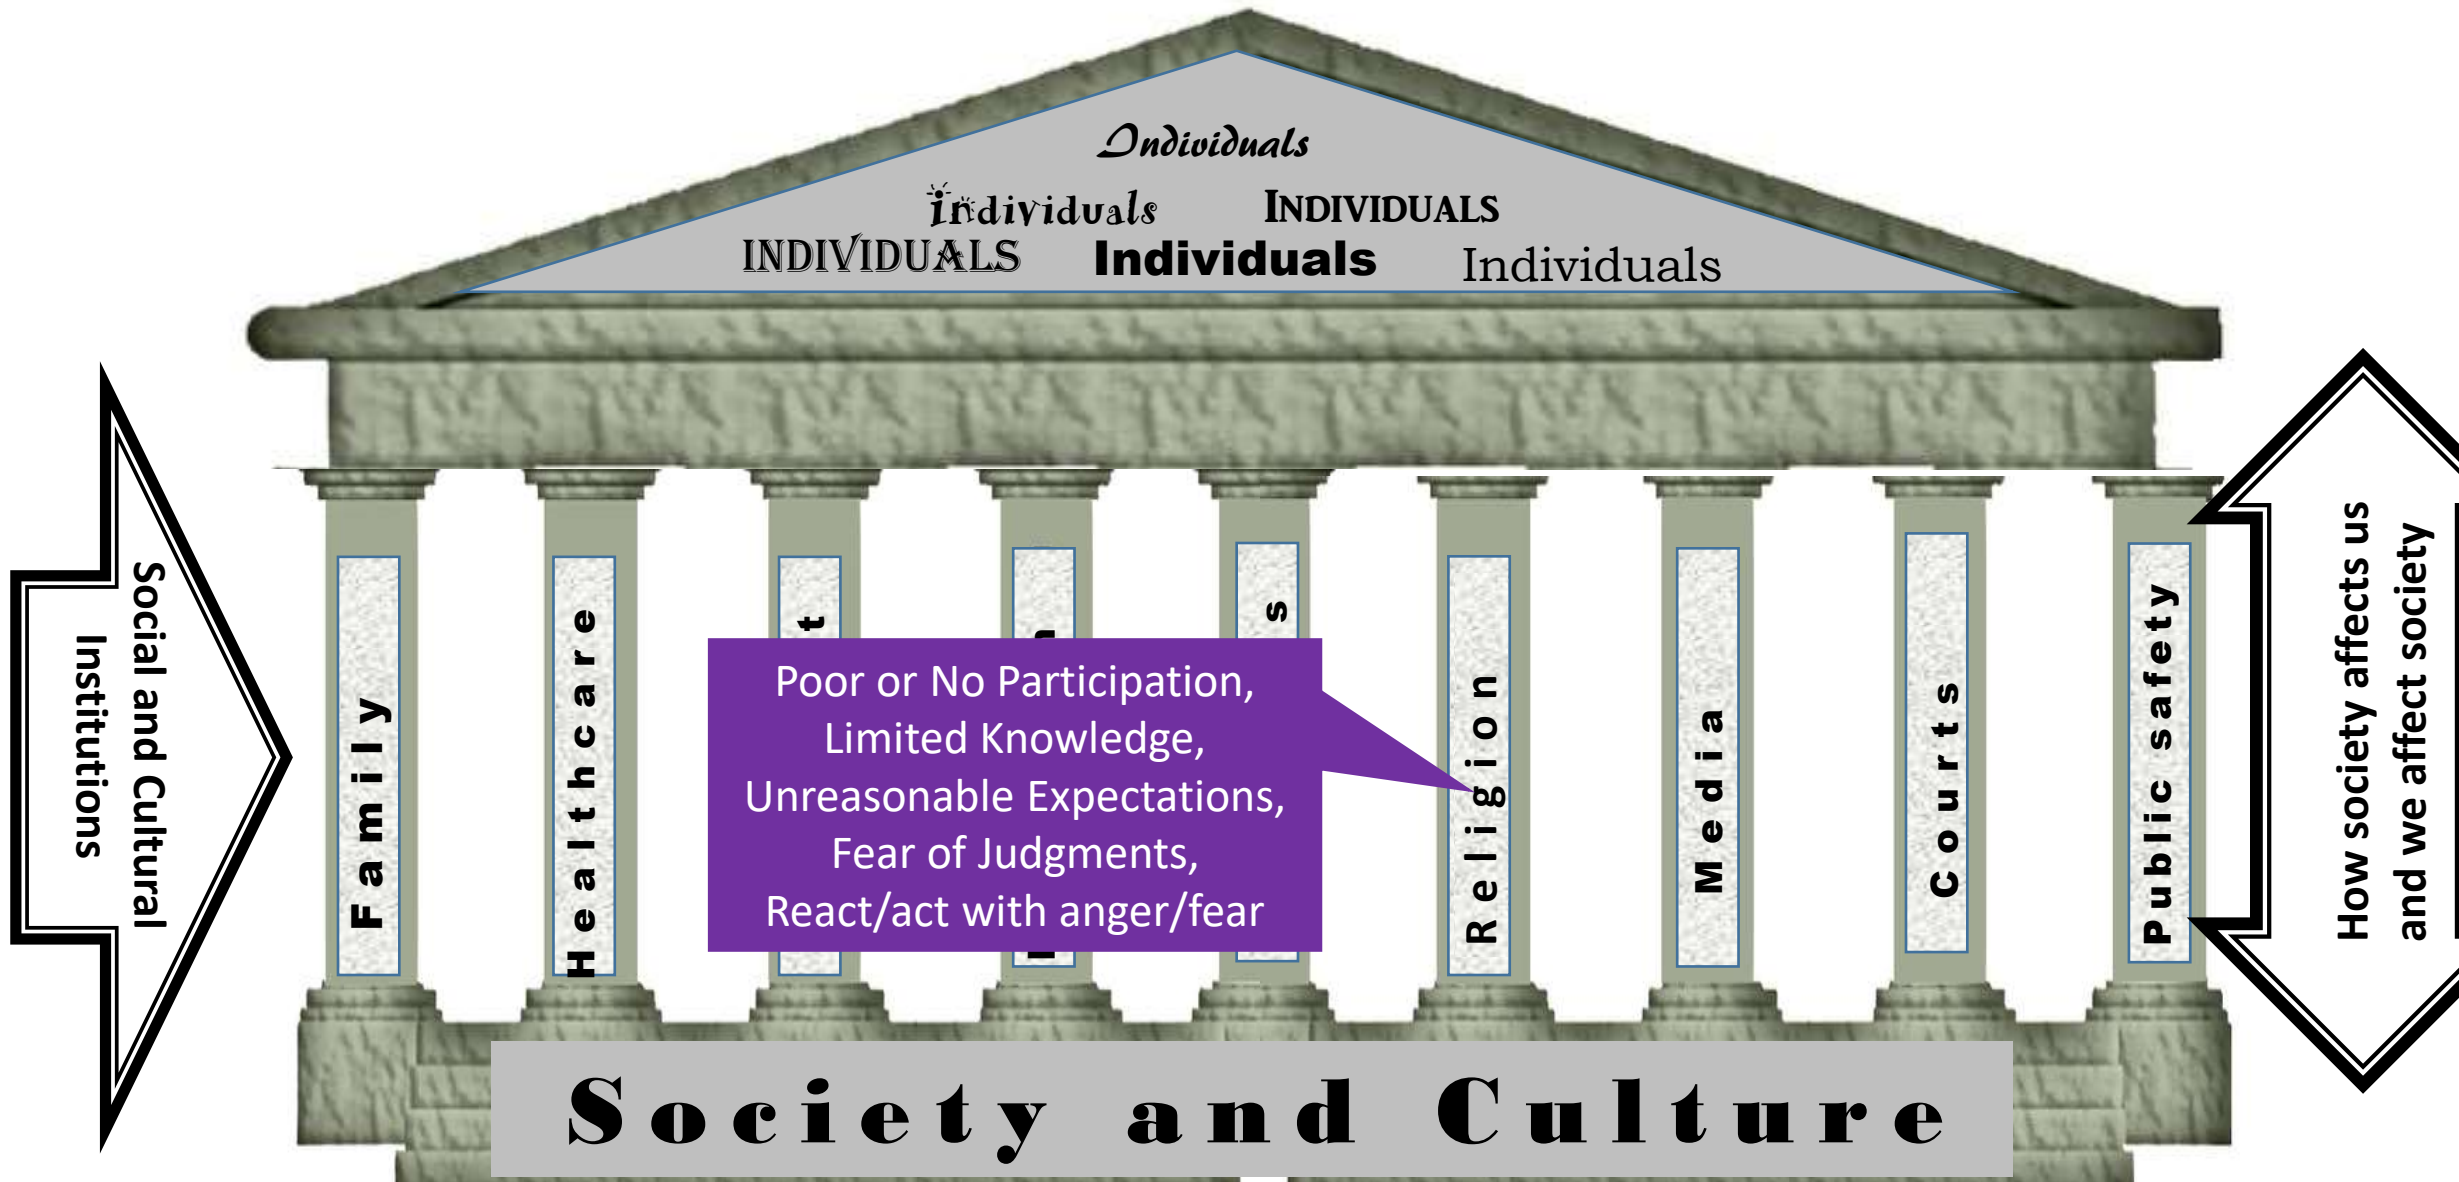 Individuals
Individuals
INDIVIDUALS
INDIVIDUALS
Individuals
Individuals
Social and Cultural
Institutions
Family
Healthcare
Poor or No Participation,
Limited Knowledge,
Unreasonable Expectations,
Fear of Judgments,
React/act with anger/fear
Religion
Media
Courts
Public safety
How society affects us
and we affect society
Society and Culture